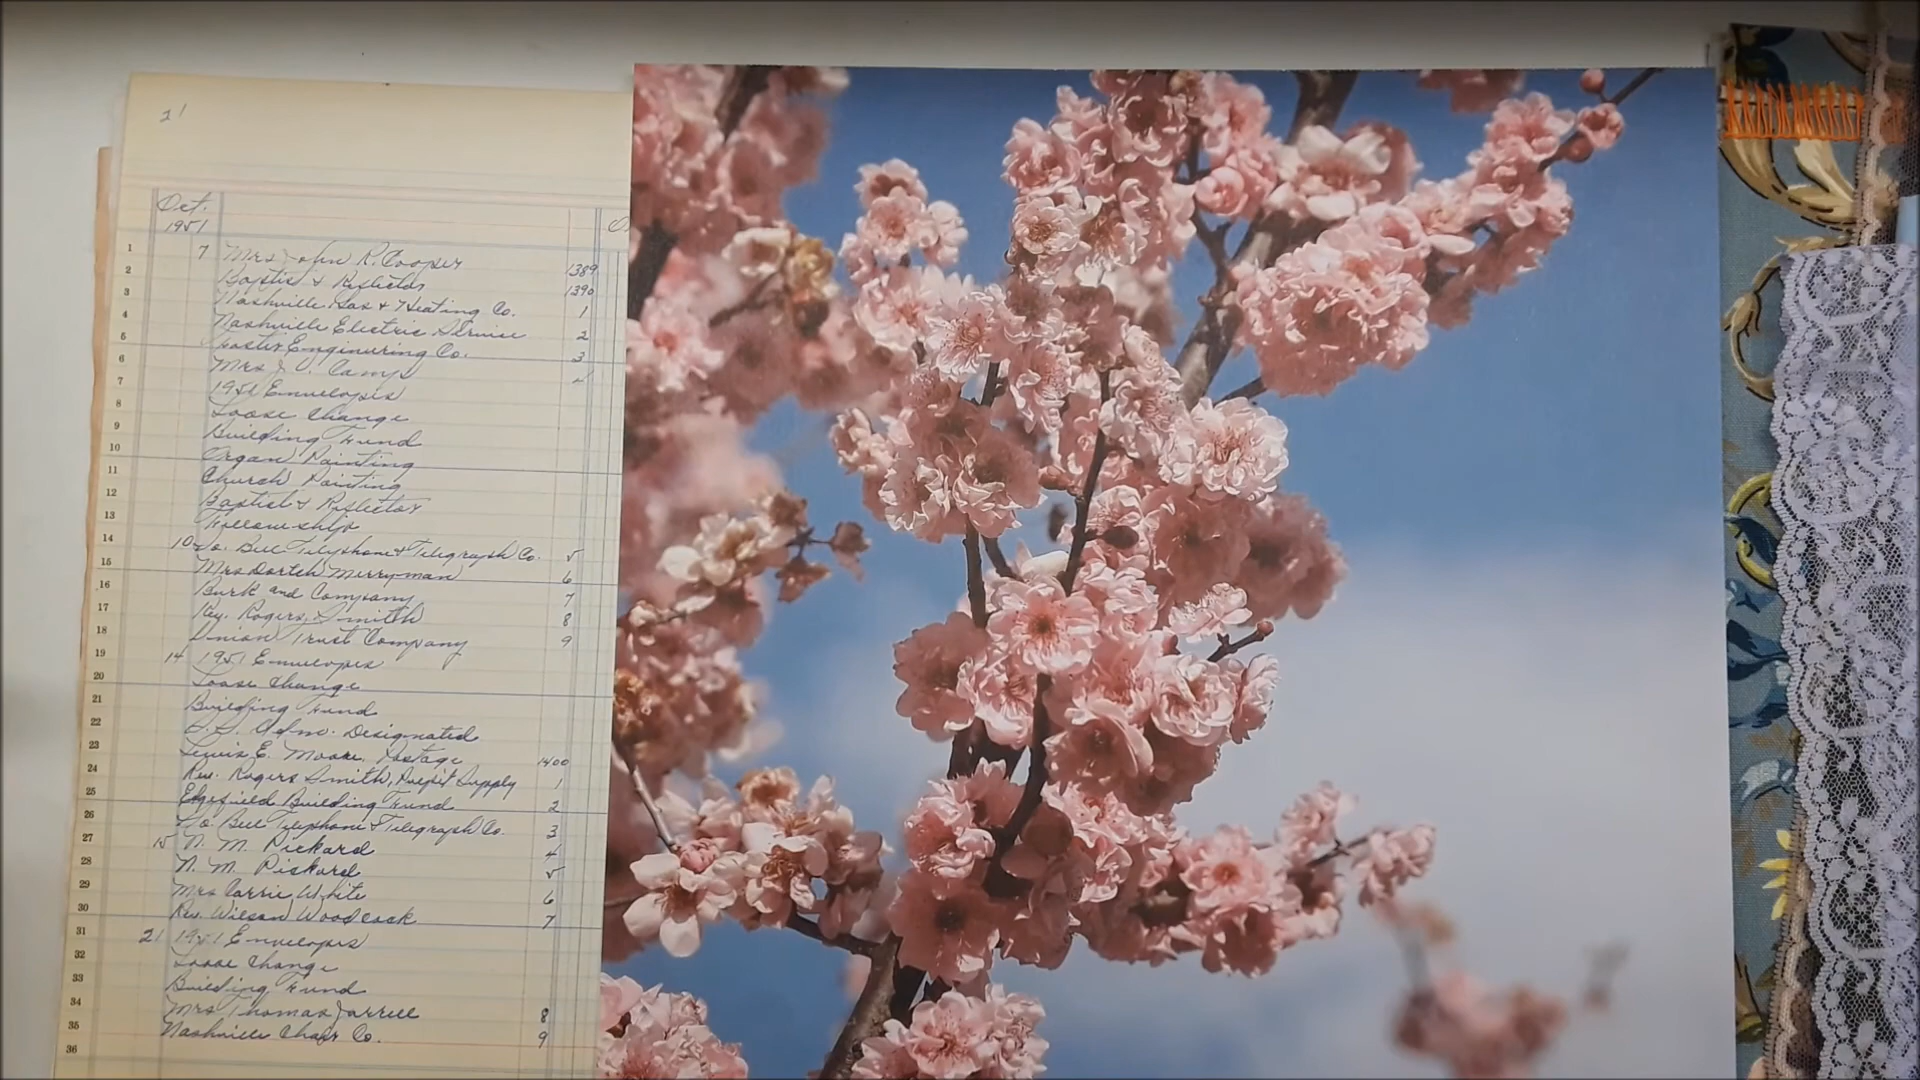 21
Oct.
1951
1 7 Mrs John R. Cooper 1389
2 Baptist & Reflector 1390
3 Nashville Gas & Heating Co. 1
4 Nashville Electric Service 2
5 Foster Engineering Co. 3
6 Mrs J. C. Camp 4
7 1951 Envelopes
8 Loose Change
9 Building Fund
10 Organ Painting
11 Church Painting
12 Baptist & Reflector
13 Fellowship
14 10 So. Bell Telephone & Telegraph Co. 5
15 Mrs Dortch Merryman 6
16 Burk and Company 7
17 Rev. Rogers Smith 8
18 Union Trust Company 9
19 14 1951 Envelopes
20 Loose Change
21 Building Fund
22 Designated
23 Lewis E. Moore, Postage 1400
24 Rev. Rogers Smith, Pulpit Supply 1
25 Edgefield Building Fund 2
26 So. Bell Telephone & Telegraph Co. 3
27 15 N. M. Pickard 4
28 N. M. Pickard 5
29 Mrs Carrie White 6
30 Rev. Wilson Woodcock 7
31 21 1951 Envelopes
32 Loose Change
33 Building Fund
34 Mrs Thomas Jarrell 8
35 Nashville Chair Co. 9
36